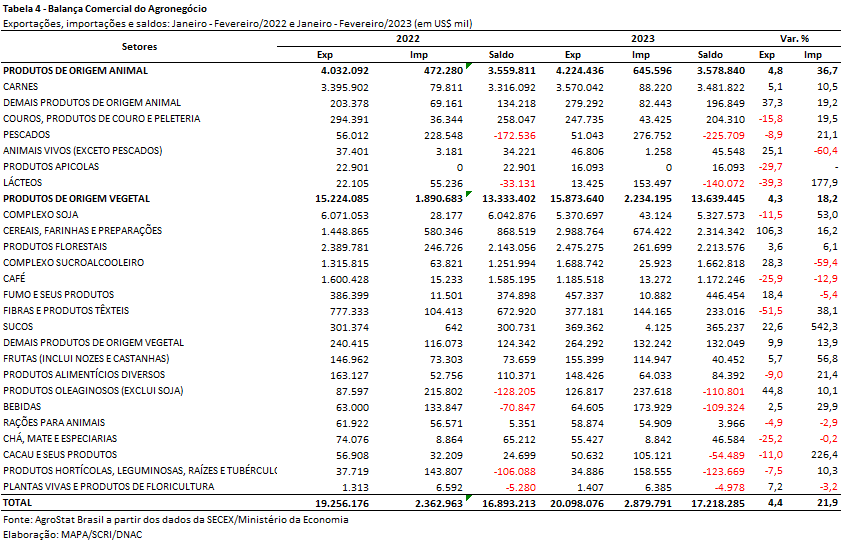 Tabela 4 - Balança Comercial do Agronegócio
Exportações, importações e saldos: Janeiro - Fevereiro/2022 e Janeiro - Fevereiro/2023 (em US$ mil)
Setores 2022 2023 Var. %
Exp Imp Saldo Exp Imp Saldo Exp Imp
PRODUTOS DE ORIGEM ANIMAL 4.032.092 472.280 3.559.811 4.224.436 645.596 3.578.840 4,8 36,7
CARNES 3.395.902 79.811 3.316.092 3.570.042 88.220 3.481.822 5,1 10,5
DEMAIS PRODUTOS DE ORIGEM ANIMAL 203.378 69.161 134.218 279.292 82.443 196.849 37,3 19,2
COUROS, PRODUTOS DE COURO E PELETERIA 294.391 36.344 258.047 247.735 43.425 204.310 -15,8 19,5
PESCADOS 56.012 228.548 -172.536 51.043 276.752 -225.709 -8,9 21,1
ANIMAIS VIVOS (EXCETO PESCADOS) 37.401 3.181 34.221 46.806 1.258 45.548 25,1 -60,4
PRODUTOS APICOLAS 22.901 0 22.901 16.093 0 16.093 -29,7 -
LÁCTEOS 22.105 55.236 -33.131 13.425 153.497 -140.072 -39,3 177,9
PRODUTOS DE ORIGEM VEGETAL 15.224.085 1.890.683 13.333.402 15.873.640 2.234.195 13.639.445 4,3 18,2
COMPLEXO SOJA 6.071.053 28.177 6.042.876 5.370.697 43.124 5.327.573 -11,5 53,0
CEREAIS, FARINHAS E PREPARAÇÕES 1.448.865 580.346 868.519 2.988.764 674.422 2.314.342 106,3 16,2
PRODUTOS FLORESTAIS 2.389.781 246.726 2.143.056 2.475.275 261.699 2.213.576 3,6 6,1
COMPLEXO SUCROALCOOLEIRO 1.315.815 63.821 1.251.994 1.688.742 25.923 1.662.818 28,3 -59,4
CAFÉ 1.600.428 15.233 1.585.195 1.185.518 13.272 1.172.246 -25,9 -12,9
FUMO E SEUS PRODUTOS 386.399 11.501 374.898 457.337 10.882 446.454 18,4 -5,4
FIBRAS E PRODUTOS TÊXTEIS 777.333 104.413 672.920 377.181 144.165 233.016 -51,5 38,1
SUCOS 301.374 642 300.731 369.362 4.125 365.237 22,6 542,3
DEMAIS PRODUTOS DE ORIGEM VEGETAL 240.415 116.073 124.342 264.292 132.242 132.049 9,9 13,9
FRUTAS (INCLUI NOZES E CASTANHAS) 146.962 73.303 73.659 155.399 114.947 40.452 5,7 56,8
PRODUTOS ALIMENTÍCIOS DIVERSOS 163.127 52.756 110.371 148.426 64.033 84.392 -9,0 21,4
PRODUTOS OLEAGINOSOS (EXCLUI SOJA) 87.597 215.802 -128.205 126.817 237.618 -110.801 44,8 10,1
BEBIDAS 63.000 133.847 -70.847 64.605 173.929 -109.324 2,5 29,9
RAÇÕES PARA ANIMAIS 61.922 56.571 5.351 58.874 54.909 3.966 -4,9 -2,9
CHÁ, MATE E ESPECIARIAS 74.076 8.864 65.212 55.427 8.842 46.584 -25,2 -0,2
CACAU E SEUS PRODUTOS 56.908 32.209 24.699 50.632 105.121 -54.489 -11,0 226,4
PRODUTOS HORTÍCOLAS, LEGUMINOSAS, RAÍZES E TUBÉRCULO 37.719 143.807 -106.088 34.886 158.555 -123.669 -7,5 10,3
PLANTAS VIVAS E PRODUTOS DE FLORICULTURA 1.313 6.592 -5.280 1.407 6.385 -4.978 7,2 -3,2
TOTAL 19.256.176 2.362.963 16.893.213 20.098.076 2.879.791 17.218.285 4,4 21,9
Fonte: AgroStat Brasil a partir dos dados da SECEX/Ministério da Economia
Elaboração: MAPA/SCRI/DNAC